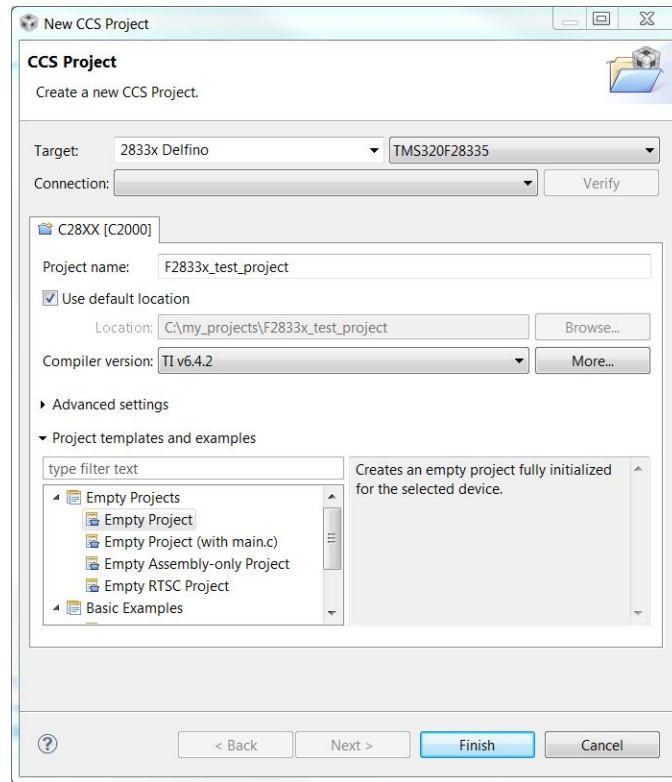 New CCS Project
CCS Project
Create a new CCS Project.
Target: 2833x Delfino TMS320F28335
Connection: Verify
C28XX [C2000]
Project name: F2833x_test_project
Use default location
Location: C:\my_projects\F2833x_test_project Browse...
Compiler version: TI v6.4.2 More...
Advanced settings
Project templates and examples
type filter text
Empty Projects
Empty Project
Empty Project (with main.c)
Empty Assembly-only Project
Empty RTSC Project
Basic Examples
Creates an empty project fully initialized
for the selected device.
< Back Next > Finish Cancel